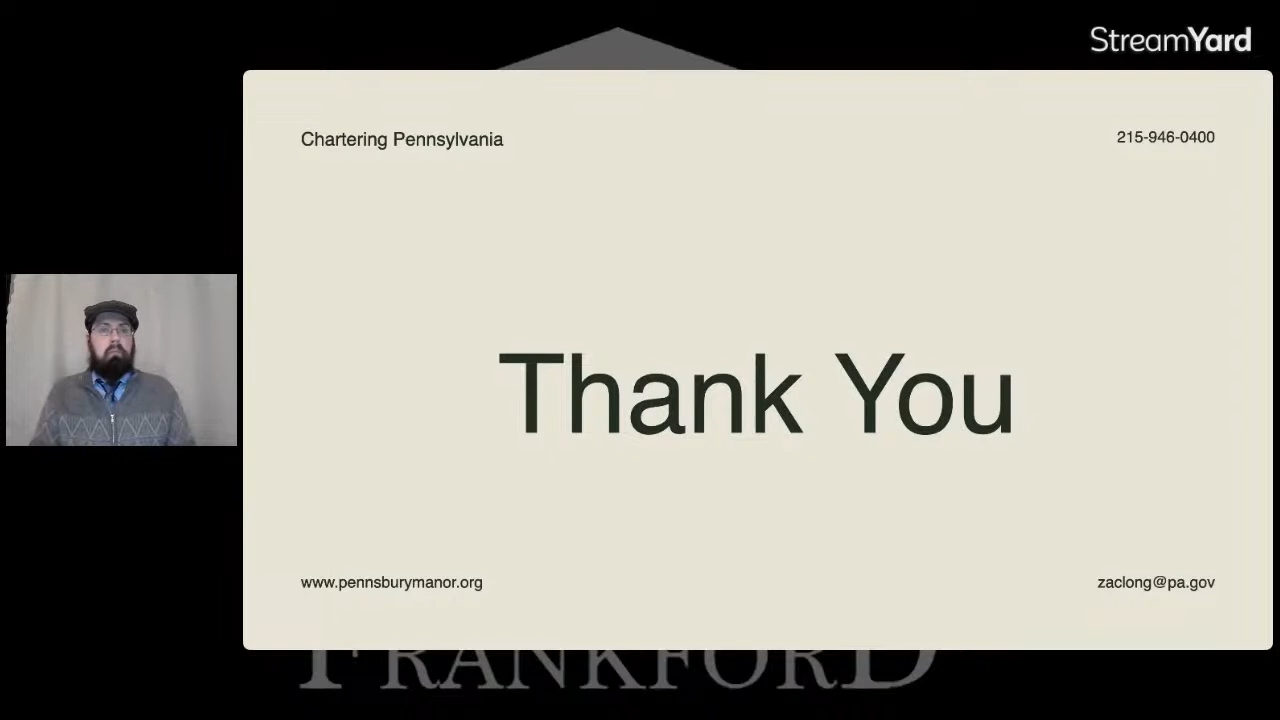 StreamYard
Chartering Pennsylvania
215-946-0400
Thank You
www.pennsburymanor.org
zaclong@pa.gov
FRANKFORD